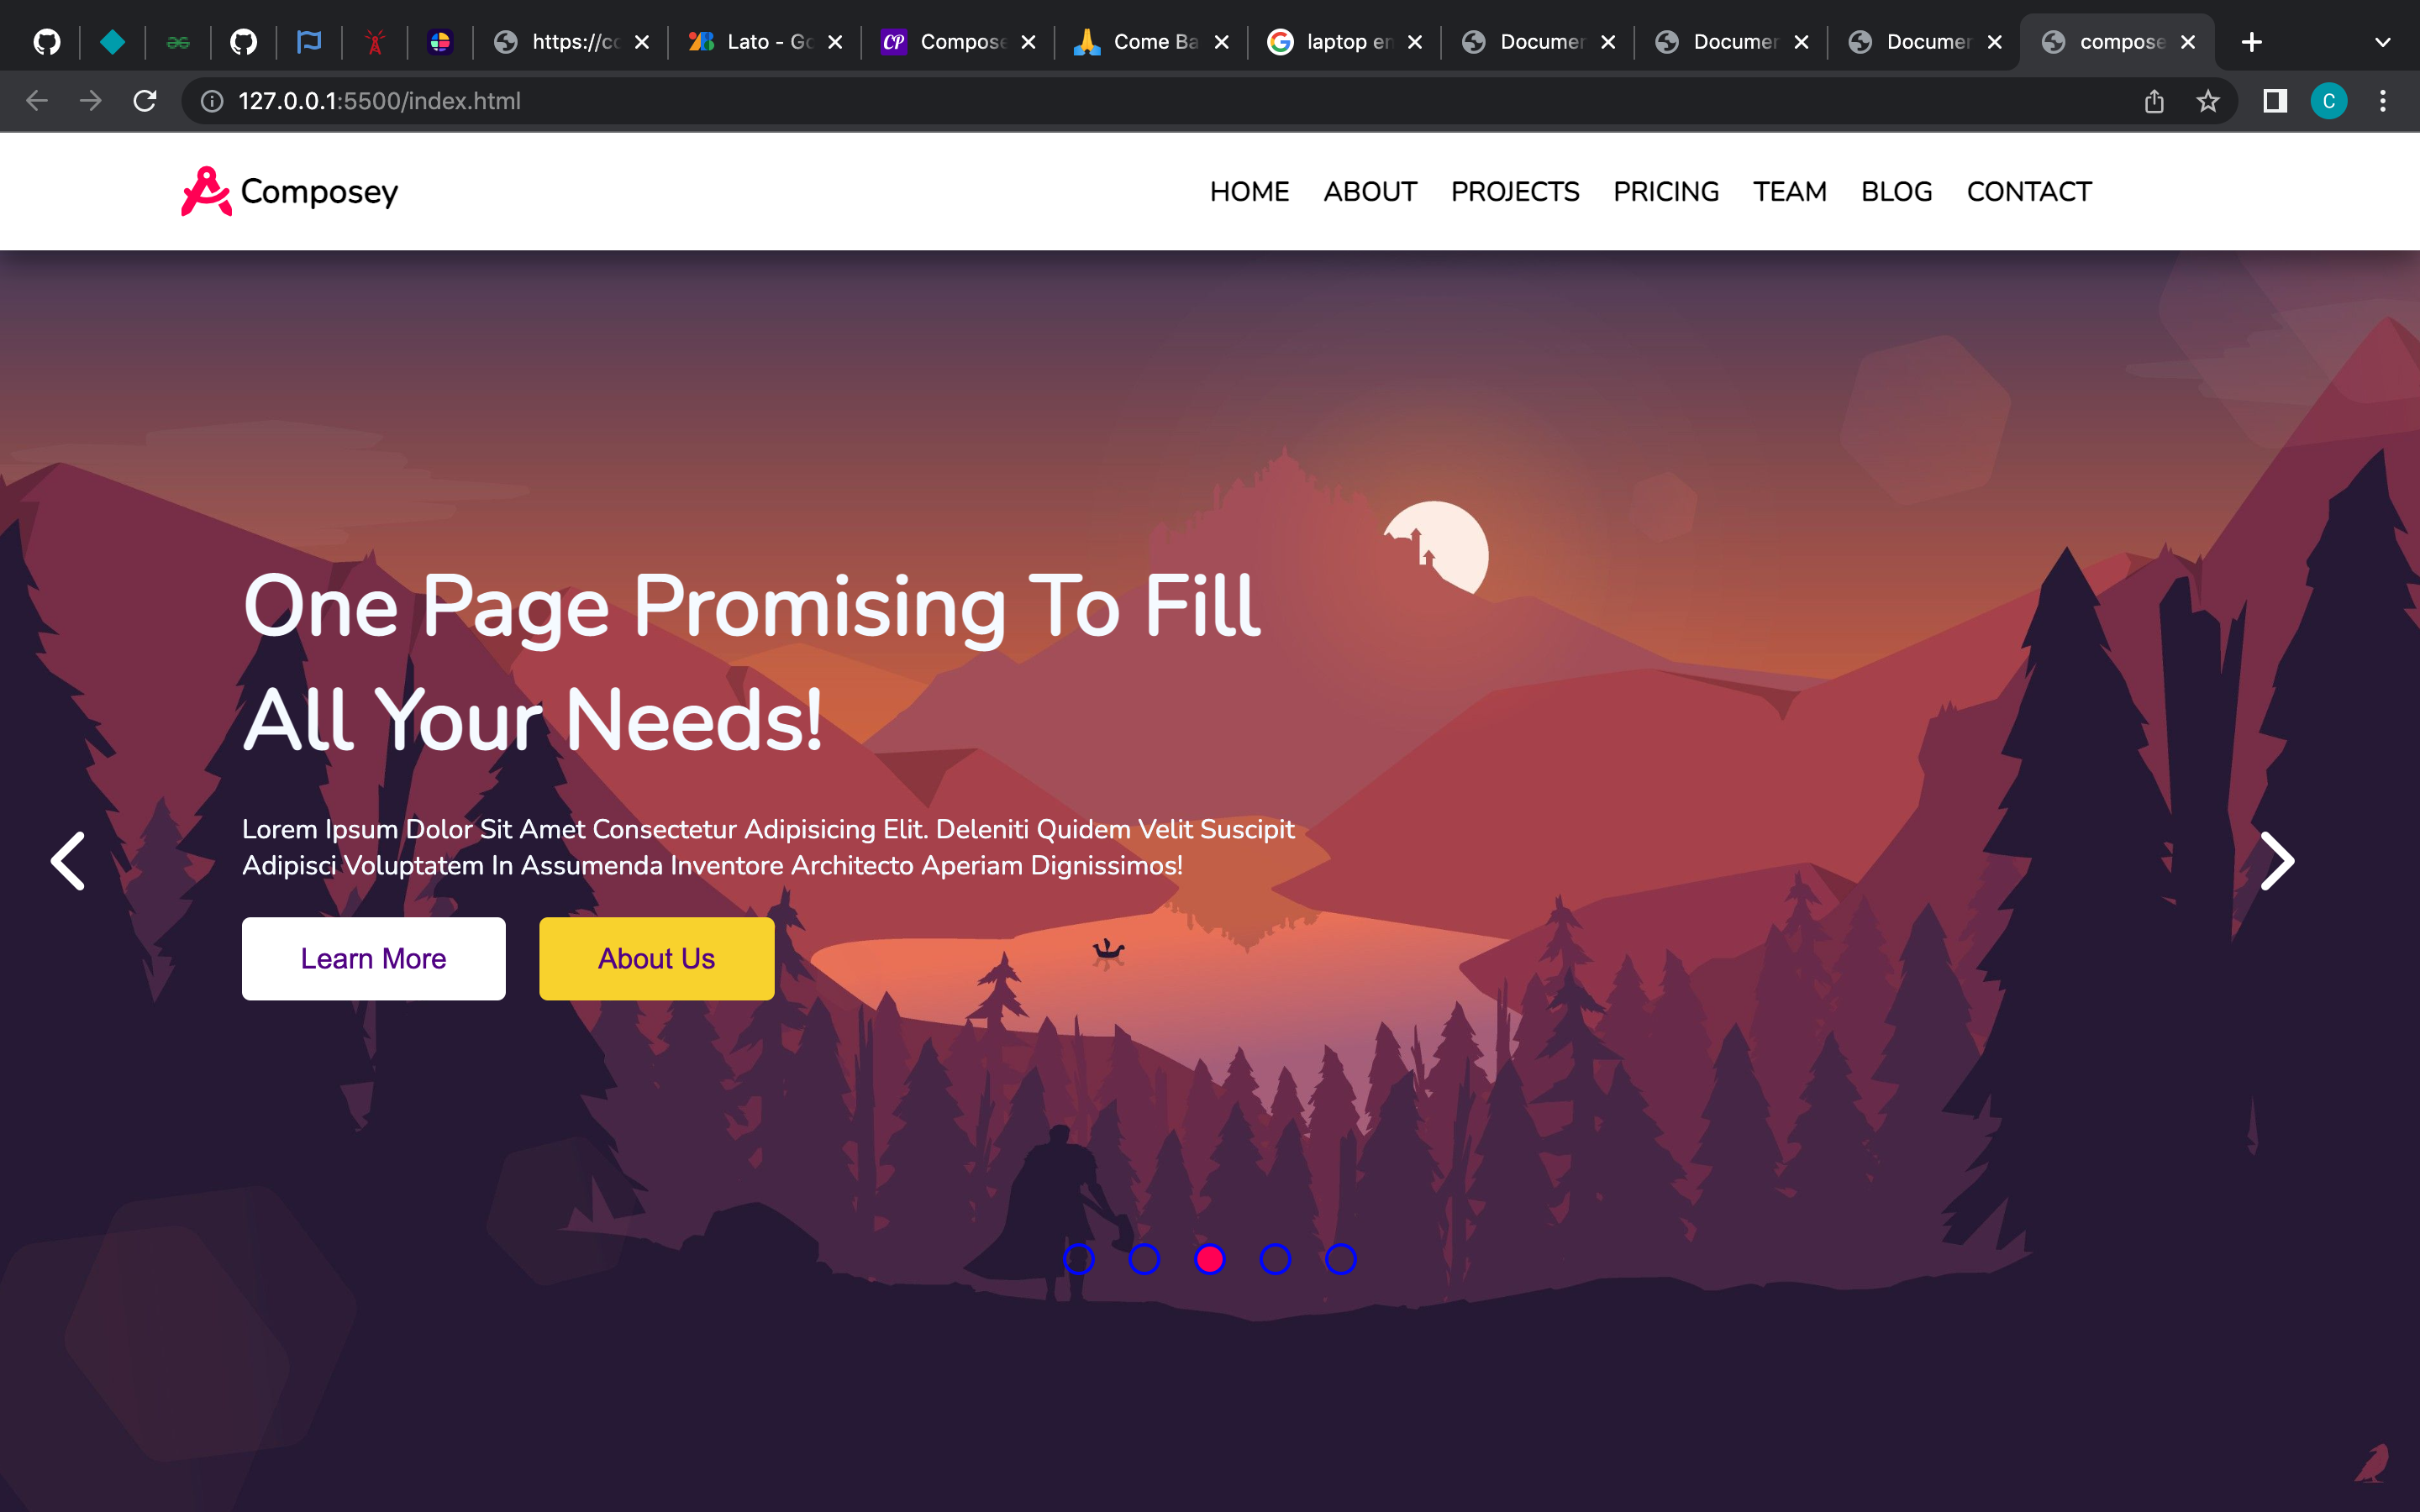 https://cc
Lato - Go
CP
Compose
Come Ba
laptop en
Documen
Documen
Documen
compose
127.0.0.1:5500/index.html
C
Composey
HOME ABOUT PROJECTS PRICING TEAM BLOG CONTACT
One Page Promising To Fill
All Your Needs!
Lorem Ipsum Dolor Sit Amet Consectetur Adipisicing Elit. Deleniti Quidem Velit Suscipit
Adipisci Voluptatem In Assumenda Inventore Architecto Aperiam Dignissimos!
Learn More
About Us